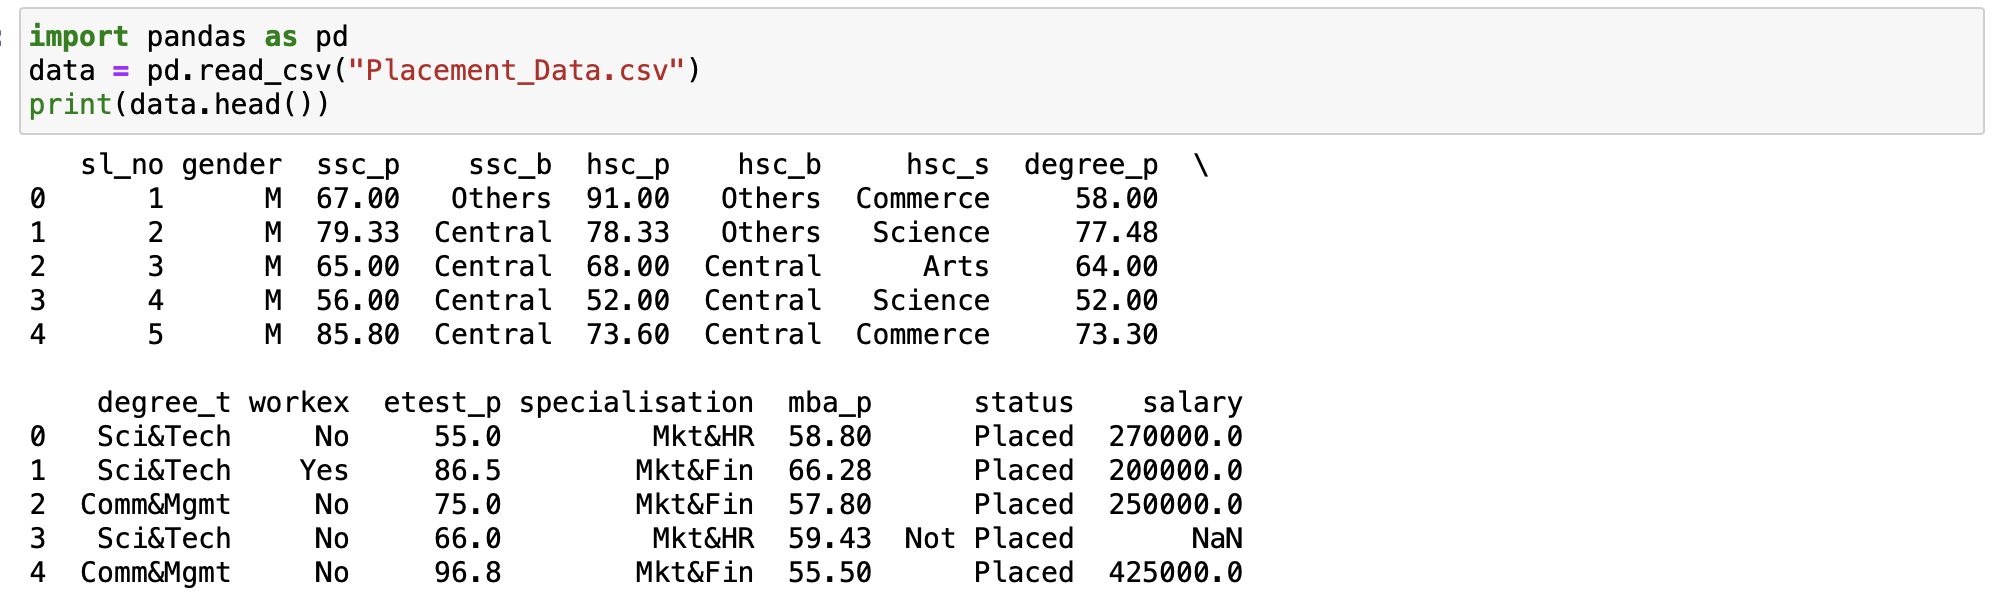 import pandas as pd
data = pd.read_csv("Placement_Data.csv")
print(data.head())
   sl_no gender  ssc_p    ssc_b  hsc_p    hsc_b     hsc_s  degree_p  \
0      1      M  67.00   Others  91.00   Others  Commerce     58.00
1      2      M  79.33  Central  78.33   Others   Science     77.48
2      3      M  65.00  Central  68.00  Central      Arts     64.00
3      4      M  56.00  Central  52.00  Central   Science     52.00
4      5      M  85.80  Central  73.60  Central  Commerce     73.30
    degree_t workex  etest_p specialisation  mba_p      status    salary
0   Sci&Tech     No     55.0         Mkt&HR  58.80      Placed  270000.0
1   Sci&Tech    Yes     86.5        Mkt&Fin  66.28      Placed  200000.0
2  Comm&Mgmt     No     75.0        Mkt&Fin  57.80      Placed  250000.0
3   Sci&Tech     No     66.0         Mkt&HR  59.43  Not Placed       NaN
4  Comm&Mgmt     No     96.8        Mkt&Fin  55.50      Placed  425000.0